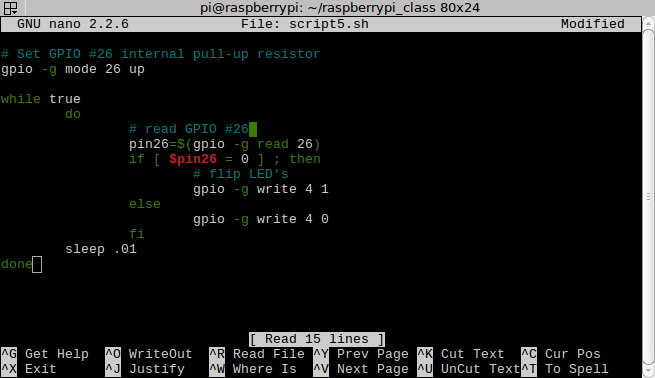 pi@raspberrypi: ~/raspberrypi_class 80x24
GNU nano 2.2.6 File: script5.sh Modified
# Set GPIO #26 internal pull-up resistor
gpio -g mode 26 up
while true
do
# read GPIO #26
pin26=$(gpio -g read 26)
if [ $pin26 = 0 ] ; then
# flip LED's
gpio -g write 4 1
else
gpio -g write 4 0
fi
sleep .01
done
[ Read 15 lines ]
^G Get Help ^O WriteOut ^R Read File ^Y Prev Page ^K Cut Text ^C Cur Pos
^X Exit ^J Justify ^W Where Is ^V Next Page ^U UnCut Text ^T To Spell